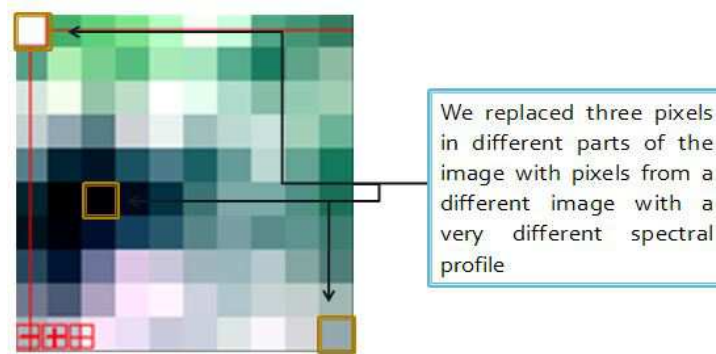 We replaced three pixels
in different parts of the
image with pixels from a
different image with a
very different spectral
profile